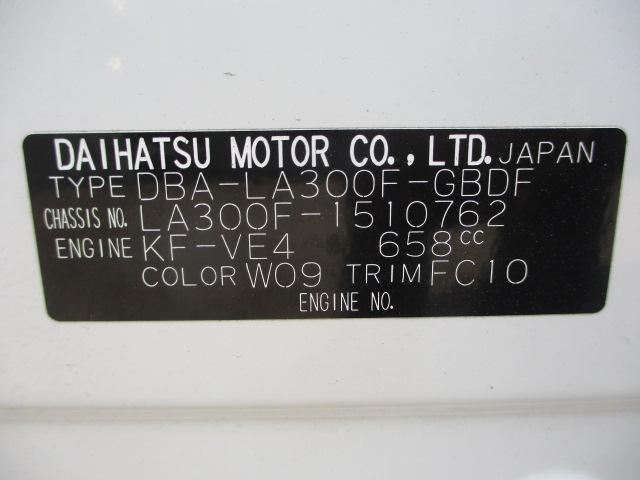 DAIHATSU MOTOR CO., LTD. JAPAN
TYPE DBA-LA300F-GBDF
CHASSIS NO. LA300F-1510762
ENGINE KF-VE4 658cc
COLOR W09 TRIM FC10
ENGINE NO.